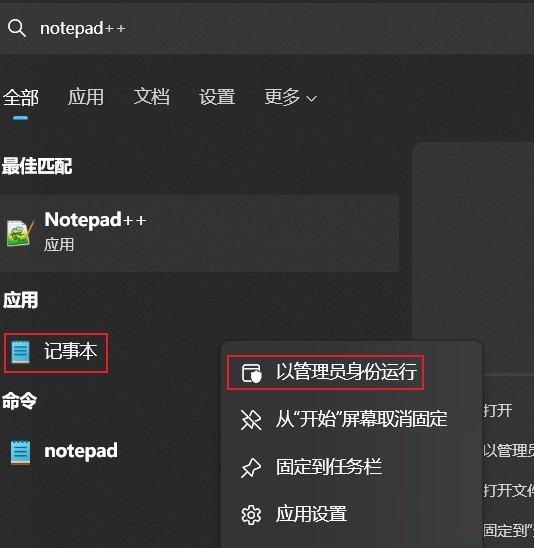 notepad++
全部 应用 文档 设置 更多
最佳匹配
Notepad++
应用
应用
记事本
以管理员身份运行
命令
从“开始”屏幕取消固定
打开
notepad
固定到任务栏
以管理员
打开文件
应用设置
固定到“开